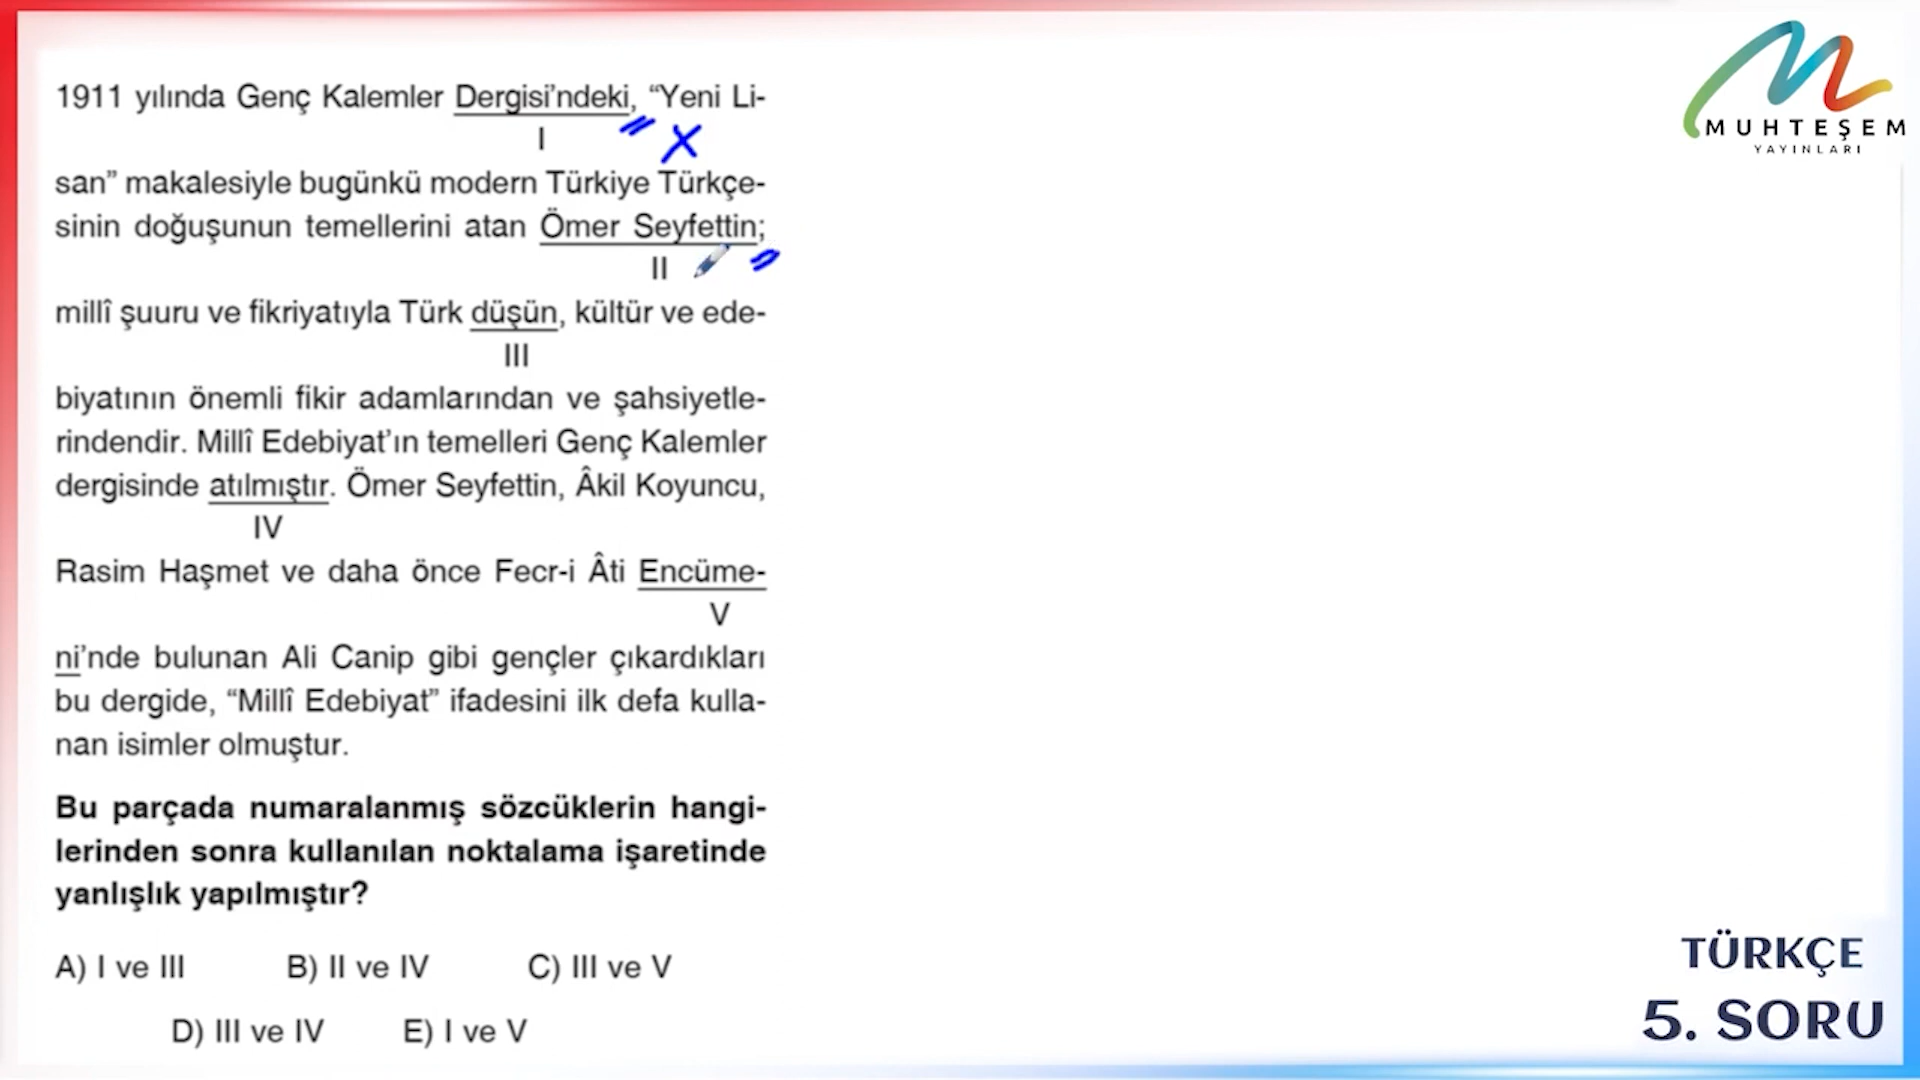 MUHTEŞEM
YAYINLARI
1911 yılında Genç Kalemler Dergisi’ndeki, “Yeni Li-
I
san” makalesiyle bugünkü modern Türkiye Türkçe-
sinin doğuşunun temellerini atan Ömer Seyfettin;
II
millî şuuru ve fikriyatıyla Türk düşün, kültür ve ede-
III
biyatının önemli fikir adamlarından ve şahsiyetle-
rindendir. Millî Edebiyat’ın temelleri Genç Kalemler
dergisinde atılmıştır. Ömer Seyfettin, Âkil Koyuncu,
IV
Rasim Haşmet ve daha önce Fecr-i Âti Encüme-
V
ni’nde bulunan Ali Canip gibi gençler çıkardıkları
bu dergide, “Millî Edebiyat” ifadesini ilk defa kulla-
nan isimler olmuştur.
Bu parçada numaralanmış sözcüklerin hangi-
lerinden sonra kullanılan noktalama işaretinde
yanlışlık yapılmıştır?
A) I ve III B) II ve IV C) III ve V
D) III ve IV E) I ve V
TÜRKÇE
5. SORU